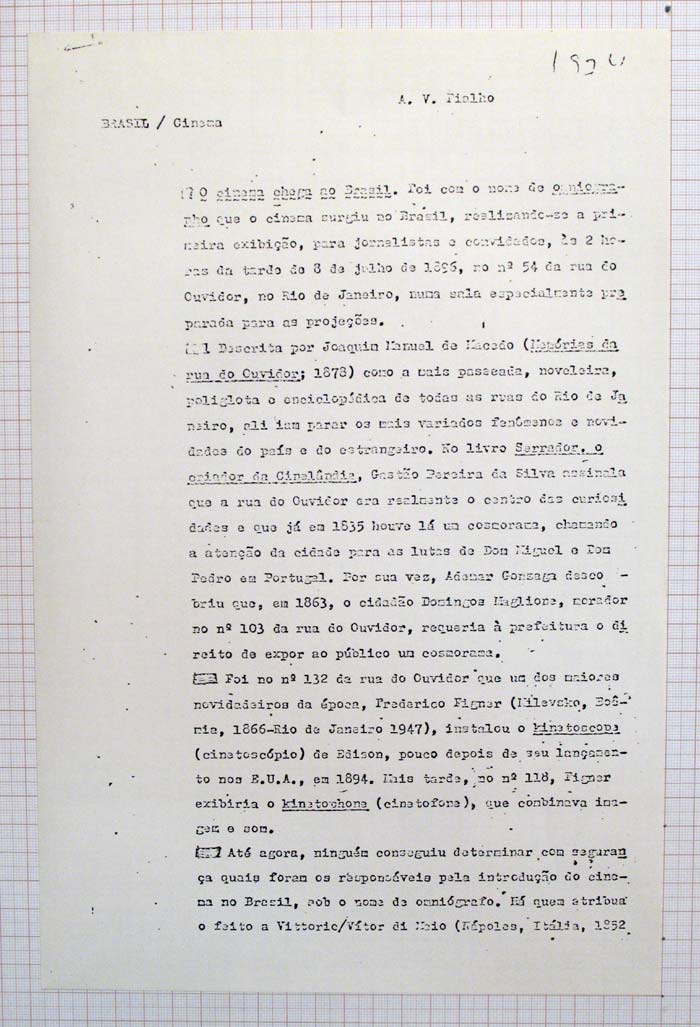 A. V. Fialho
BRASIL / Cinema
O cinema chega ao Brasil. Foi com o nome de omniogra-
pho que o cinema surgiu no Brasil, realizando-se a pri-
meira exibição, para jornalistas e convidados, às 2 ho-
ras da tarde de 8 de julho de 1896, no nº 54 da rua do
Ouvidor, no Rio de Janeiro, numa sala especialmente pre
parada para as projeções.
Descrita por Joaquim Manuel de Macedo (Memórias da
rua do Ouvidor; 1878) como a mais passeada, noveleira,
poliglota e enciclopédica de todas as ruas do Rio de Ja
neiro, ali iam parar os mais variados fenômenos e novi-
dades do país e do estrangeiro. No livro Serrador, o
criador da Cinelândia, Gastão Pereira da Silva assinala
que a rua do Ouvidor era realmente o centro das curiosi
dades e que já em 1835 houve lá um cosmorama, chamando
a atenção da cidade para as lutas de Dom Miguel e Dom
Pedro em Portugal. Por sua vez, Ademar Gonzaga desco -
briu que, em 1863, o cidadão Domingos Maglione, morador
no nº 103 da rua do Ouvidor, requeria à prefeitura o di
reito de expor ao público um cosmorama.
Foi no nº 132 da rua do Ouvidor que um dos maiores
novidadeiros da época, Frederico Figner (Milevsko, Boê-
mia, 1866-Rio de Janeiro 1947), instalou o kinetoscope
(cinetoscópio) de Edison, pouco depois de seu lançamen-
to nos E.U.A., em 1894. Mais tarde, no nº 118, Figner
exibiria o kinetophone (cinetofone), que combinava ima-
gem e som.
Até agora, ninguém conseguiu determinar com seguran
ça quais foram os responsáveis pela introdução do cine-
ma no Brasil, sob o nome de omniógrafo. Há quem atribua
o feito a Vittorio/Vítor di Maio (Nápoles, Itália, 1852